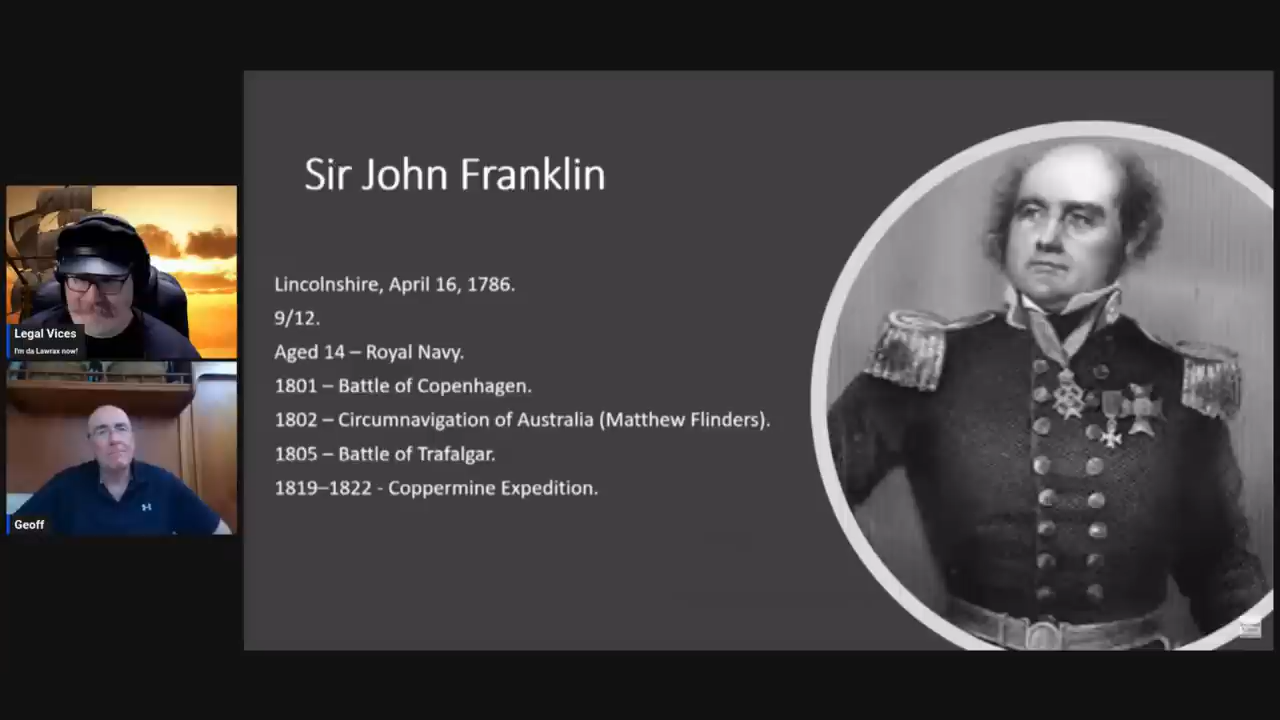 Sir John Franklin
Lincolnshire, April 16, 1786.
9/12.
Aged 14 – Royal Navy.
1801 – Battle of Copenhagen.
1802 – Circumnavigation of Australia (Matthew Flinders).
1805 – Battle of Trafalgar.
1819–1822 - Coppermine Expedition.
Legal Vices
I'm da Lawrax now!
Geoff